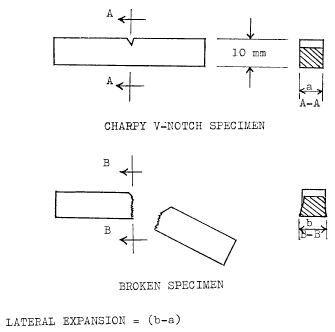 A
A
10 mm
a
A-A
CHARPY V-NOTCH SPECIMEN
B
B
b
B-B
BROKEN SPECIMEN
LATERAL EXPANSION = (b-a)